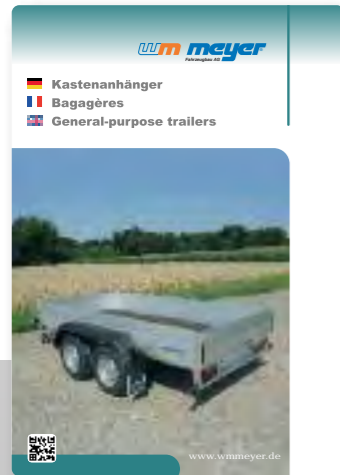 wm meyer
Fahrzeugbau AG
Kastenanhänger
Bagagères
General-purpose trailers
www.wmmeyer.de